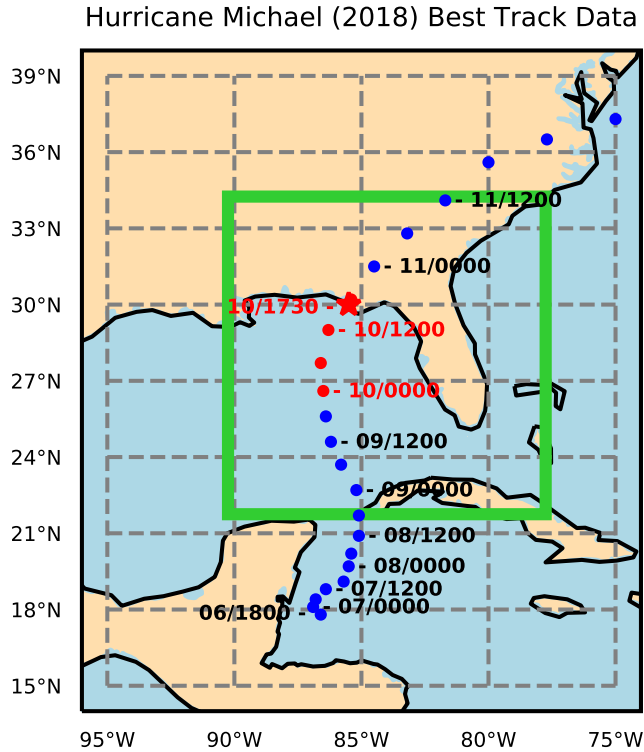 Hurricane Michael (2018) Best Track Data
39°N
36°N
33°N
30°N
27°N
24°N
21°N
18°N
15°N
- 11/1200
- 11/0000
10/1730 -
- 10/1200
- 10/0000
- 09/1200
- 09/0000
- 08/1200
- 08/0000
- 07/1200
- 07/0000
06/1800 -
95°W
90°W
85°W
80°W
75°W